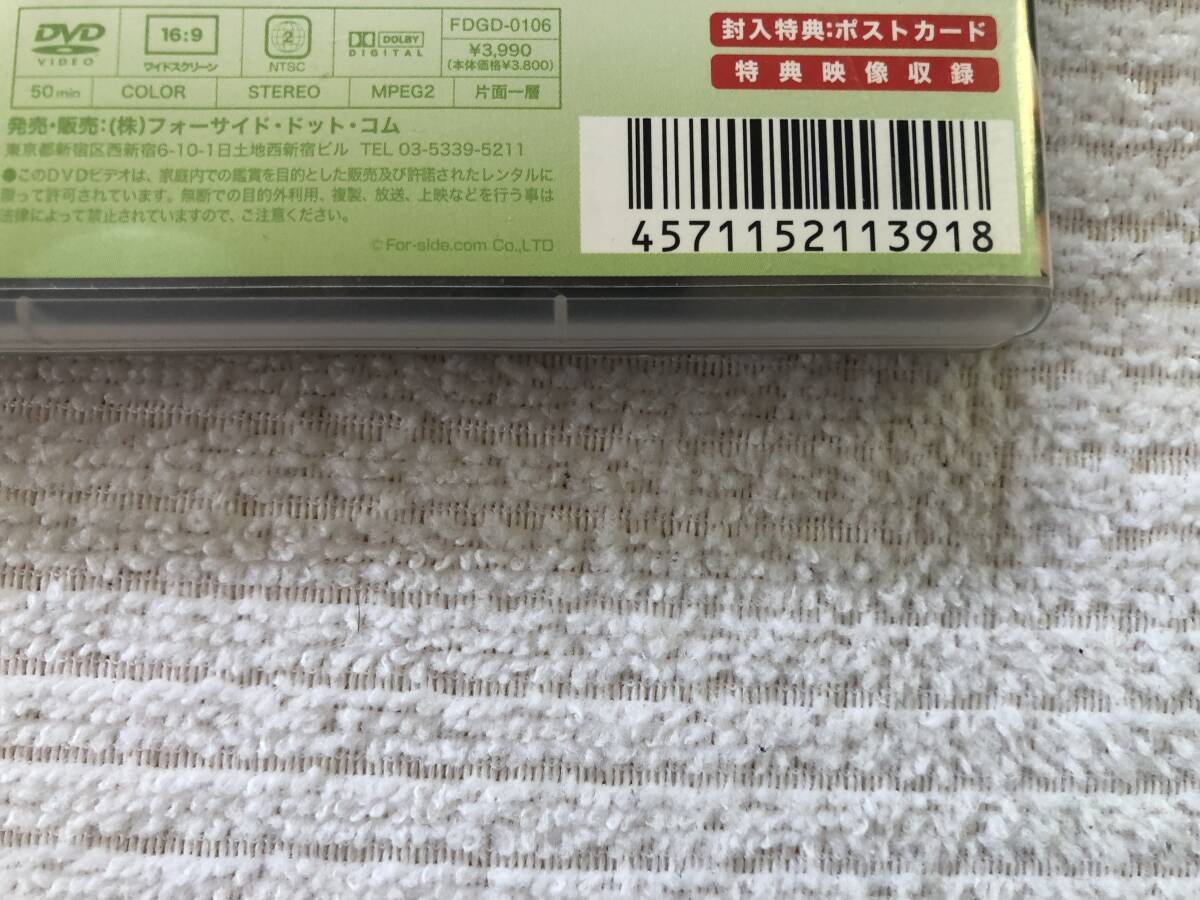 DVD VIDEO
16:9 ワイドスクリーン
2 NTSC
DOLBY DIGITAL
FDGD-0106
¥3,990
(本体価格¥3.800)
50min COLOR STEREO MPEG2 片面一層
発売・販売:(株)フォーサイド・ドット・コム
東京都新宿区西新宿6-10-1日土地西新宿ビル TEL 03-5339-5211
●このDVDビデオは、家庭内での鑑賞を目的とした販売及び許諾されたレンタルに
限って許可されています。無断での目的外利用、複製、放送、上映などを行う事は
法律によって禁止されていますので、ご注意ください。
©For-side.com Co.,LTD
封入特典:ポストカード
特典映像収録
4571152113918